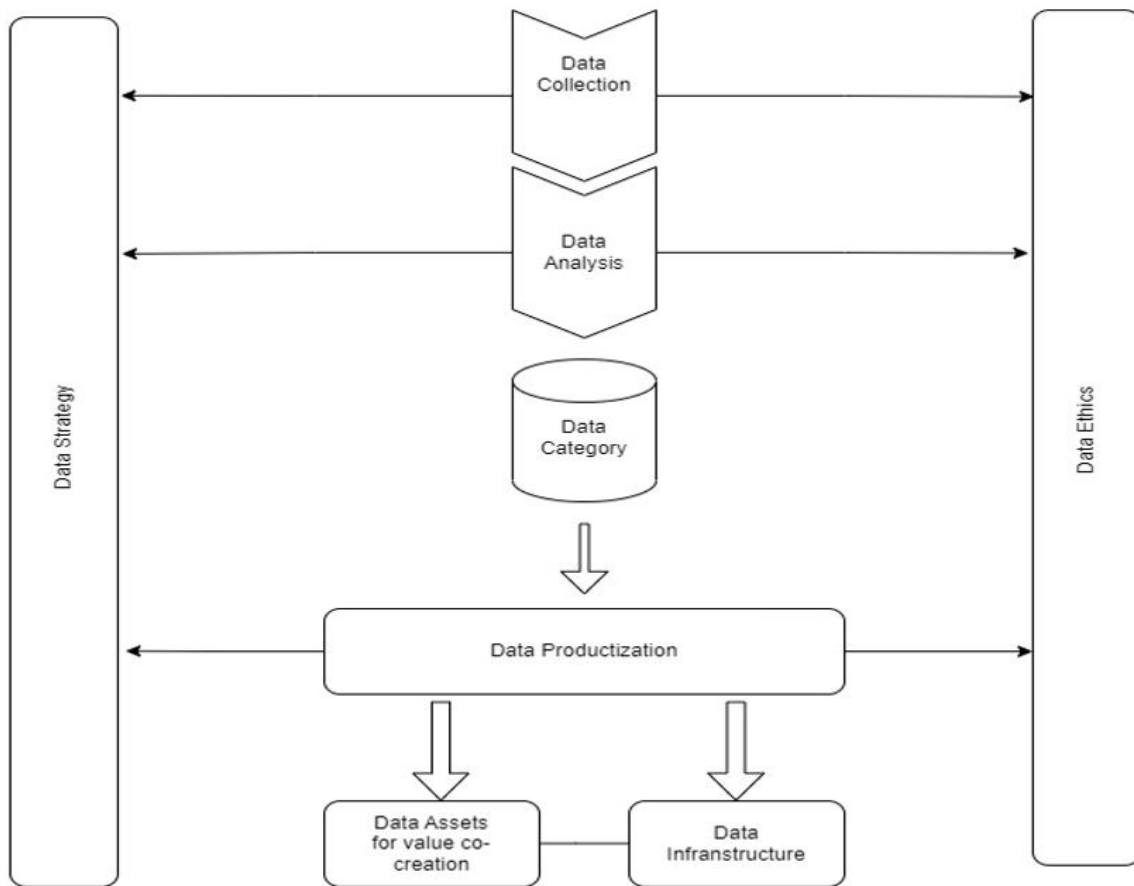 Data
Collection
Data
Analysis
Data Strategy
Data Ethics
Data
Category
Data Productization
Data Assets
for value co-
creation
Data
Infranstructure